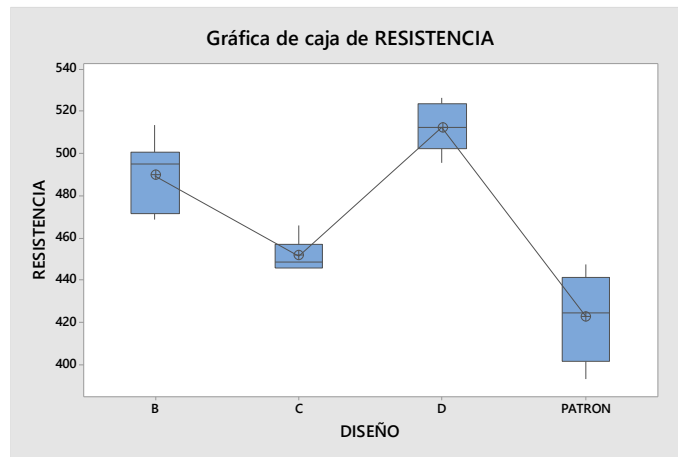 Gráfica de caja de RESISTENCIA
540
520
500
480
460
440
420
400
RESISTENCIA
B
C
D
PATRON
DISEÑO